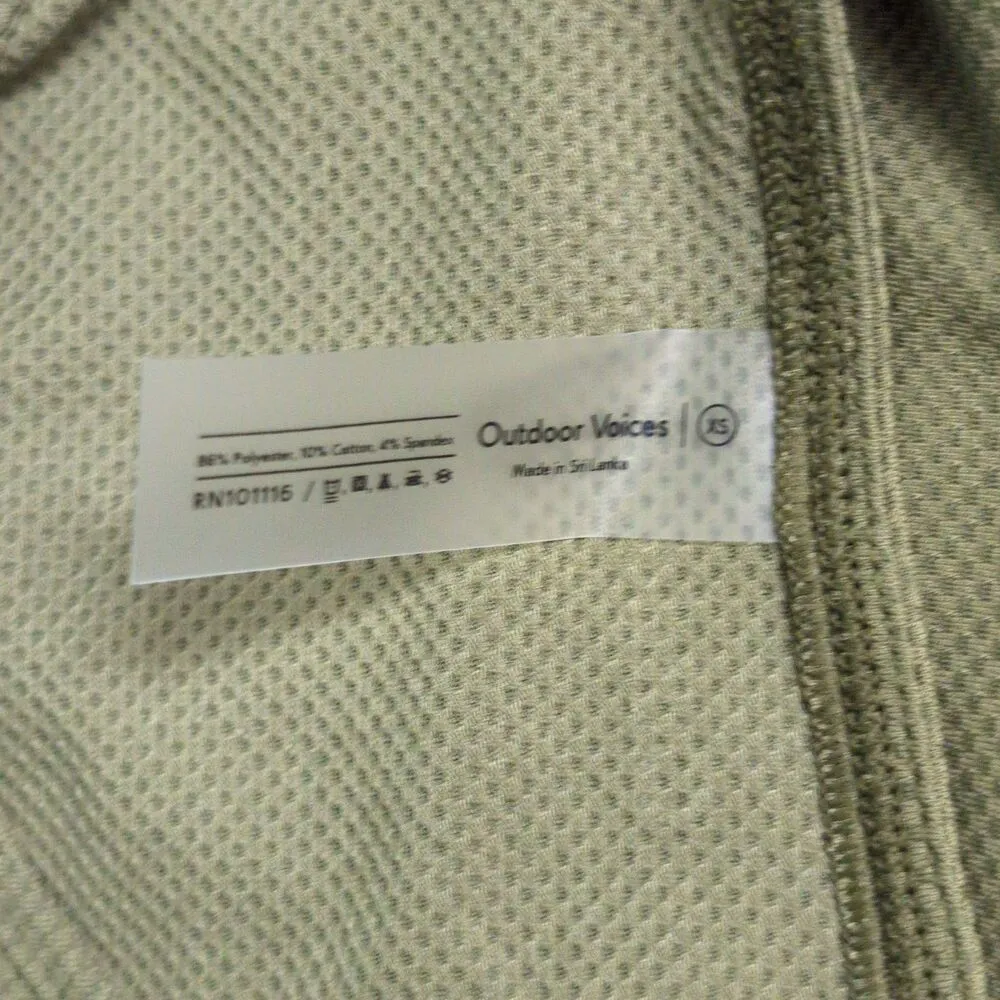 86% Polyester, 10% Cotton, 4% Spandex
RN101116 /
Outdoor Voices | XS
Made in Sri Lanka